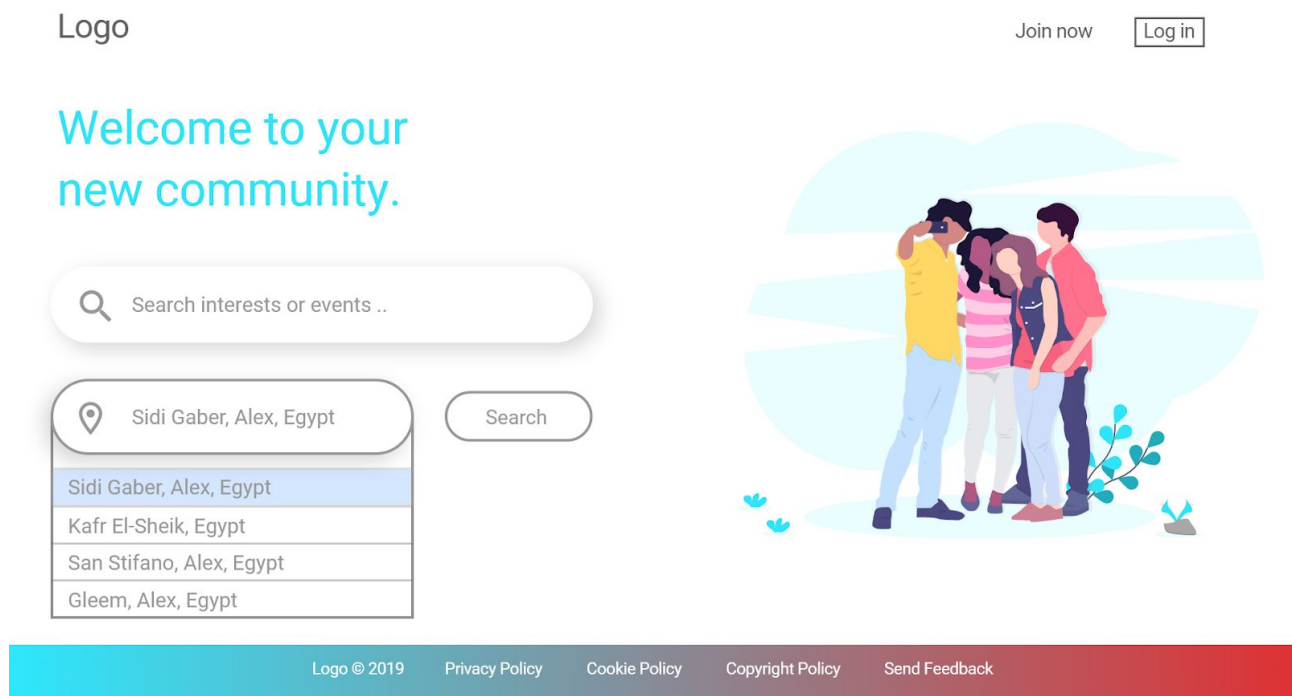 Logo
Join now
Log in
Welcome to your
new community.
Search interests or events ..
Sidi Gaber, Alex, Egypt
Search
Sidi Gaber, Alex, Egypt
Kafr El-Sheik, Egypt
San Stifano, Alex, Egypt
Gleem, Alex, Egypt
Logo © 2019
Privacy Policy
Cookie Policy
Copyright Policy
Send Feedback